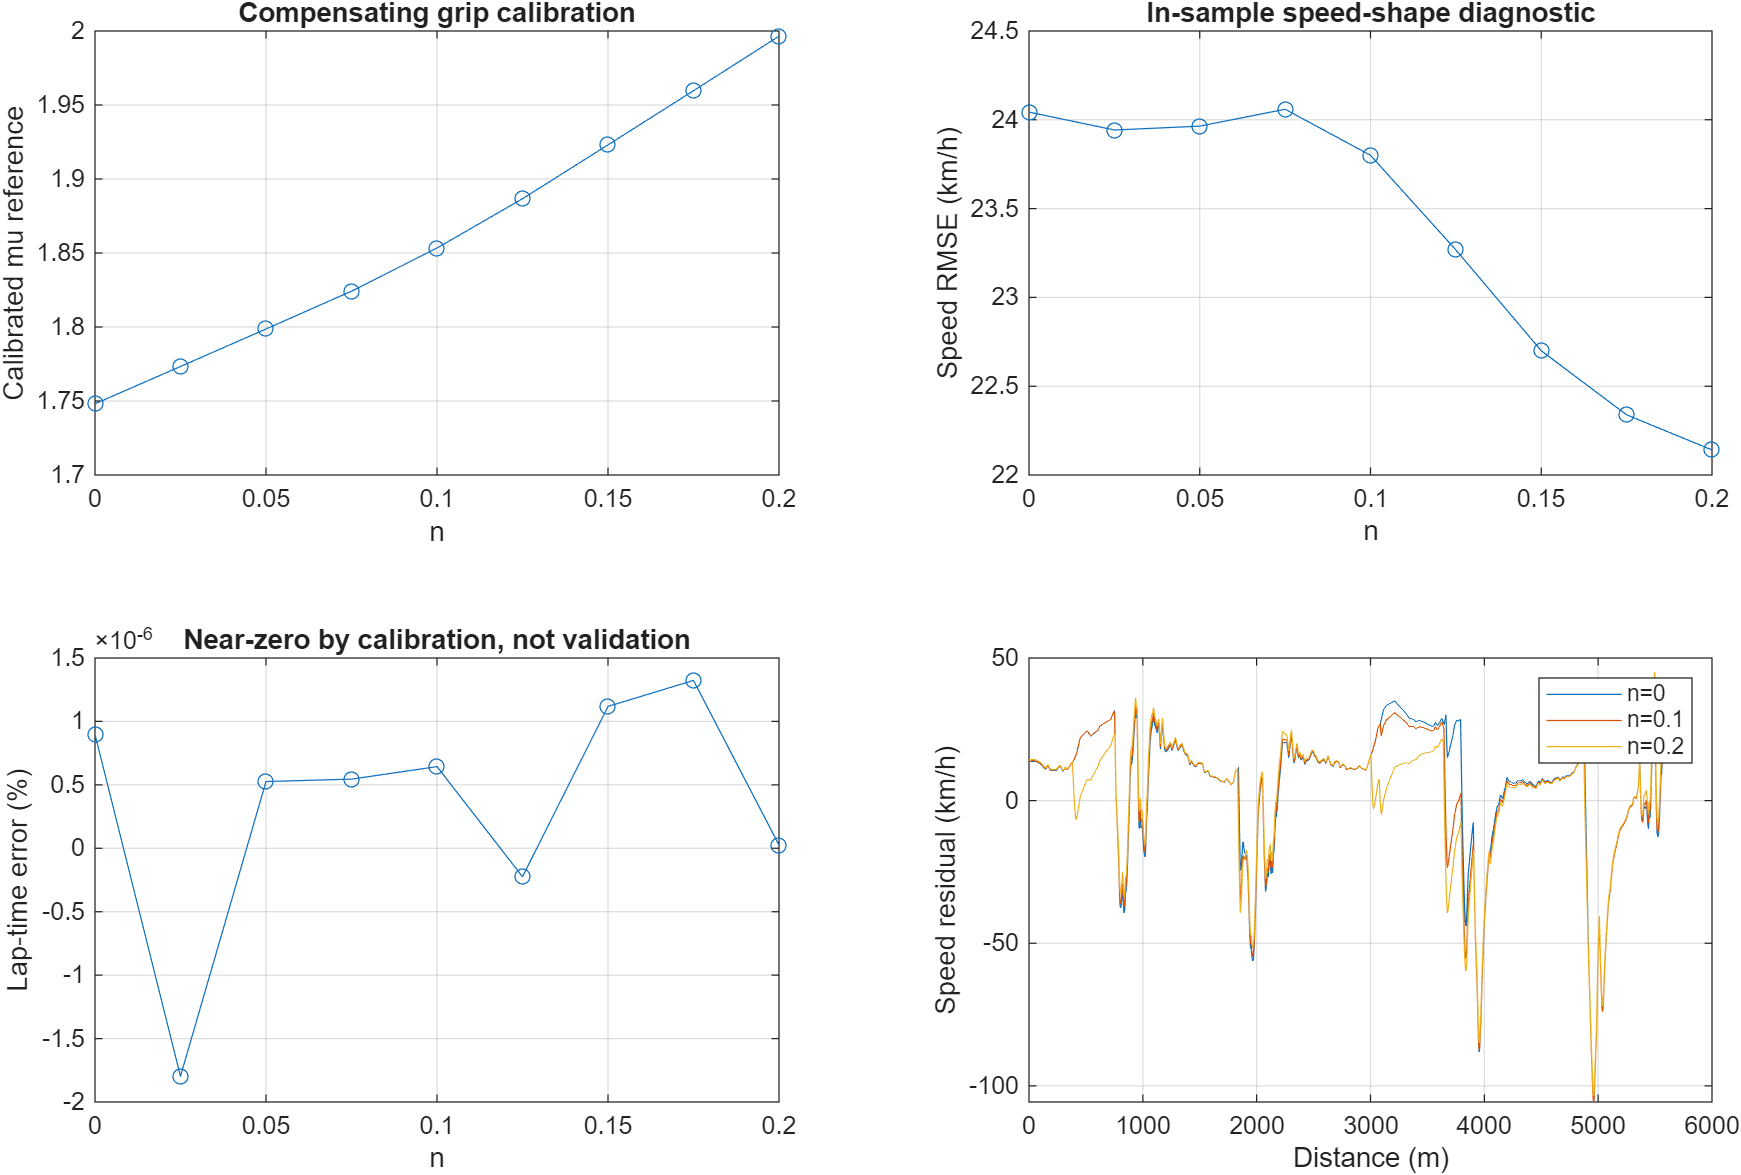 Compensating grip calibration
Calibrated mu reference
2
1.95
1.9
1.85
1.8
1.75
1.7
0 0.05 0.1 0.15 0.2
n
In-sample speed-shape diagnostic
Speed RMSE (km/h)
24.5
24
23.5
23
22.5
22
0 0.05 0.1 0.15 0.2
n
×10-6 Near-zero by calibration, not validation
Lap-time error (%)
1.5
1
0.5
0
-0.5
-1
-1.5
-2
0 0.05 0.1 0.15 0.2
n
Speed residual (km/h)
50
0
-50
-100
n=0
n=0.1
n=0.2
0 1000 2000 3000 4000 5000 6000
Distance (m)